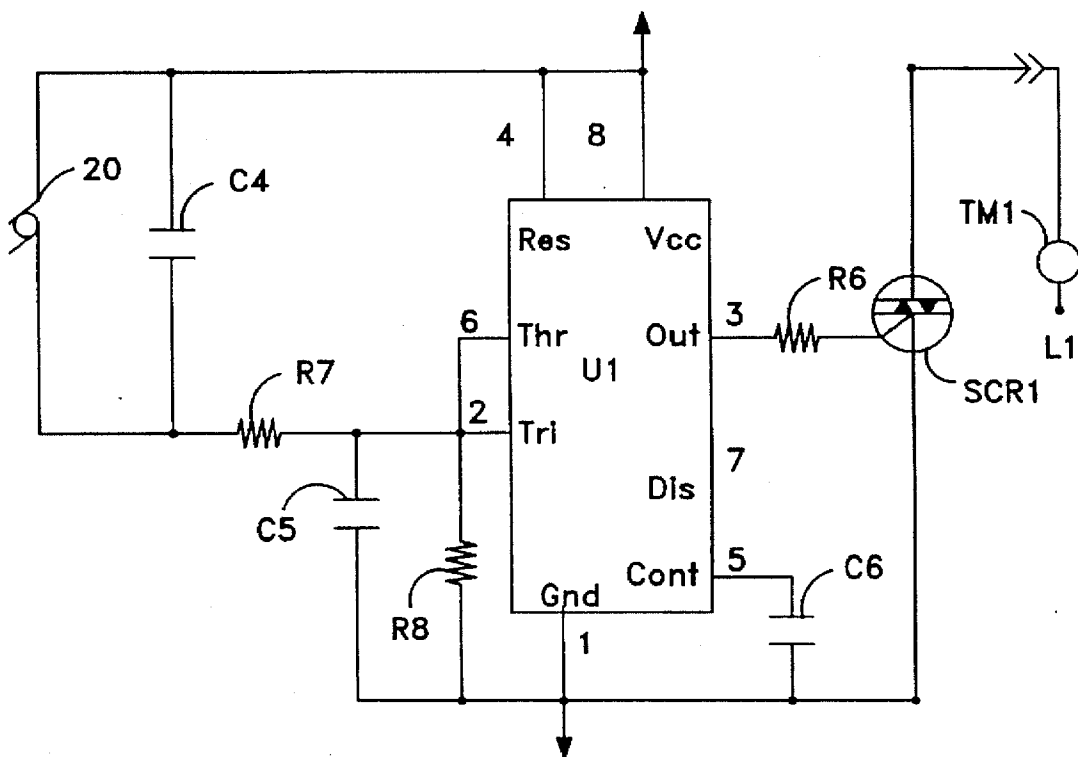 20
C4
4
8
TM1
Res
Vcc
R6
6
Thr
Out
3
L1
R7
U1
SCR1
2
Tri
7
Dis
C5
5
C6
Cont
Gnd
R8
1